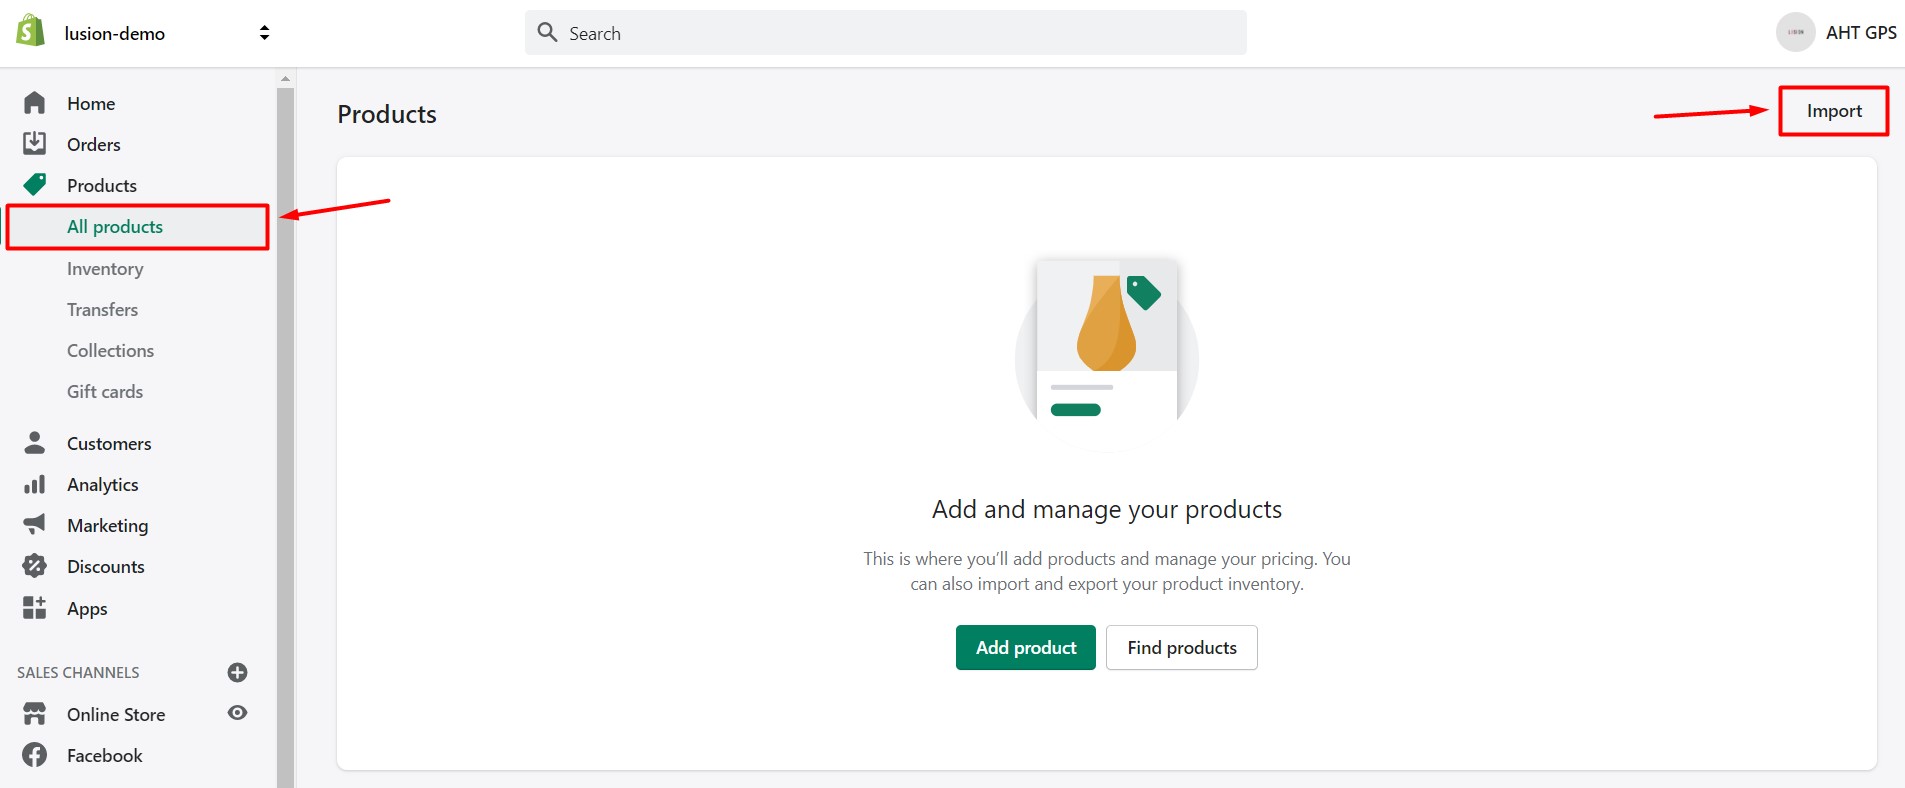 lusion-demo
Search
AHT GPS
Home
Orders
Products
All products
Inventory
Transfers
Collections
Gift cards
Customers
Analytics
Marketing
Discounts
Apps
SALES CHANNELS
Online Store
Facebook
Products
Import
Add and manage your products
This is where you’ll add products and manage your pricing. You
can also import and export your product inventory.
Add product
Find products